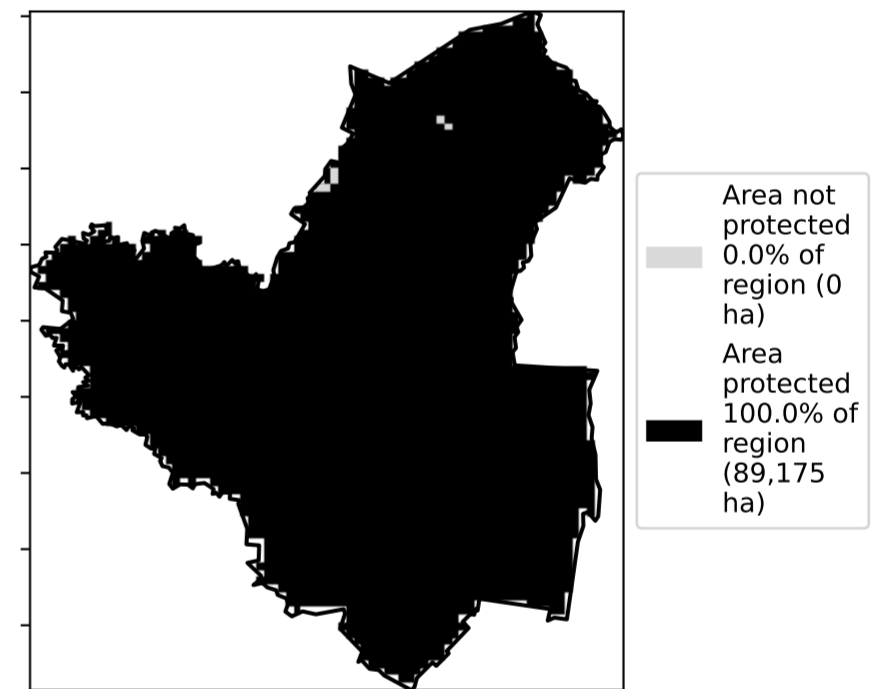 Area not
protected
0.0% of
region (0
ha)
Area
protected
100.0% of
region
(89,175
ha)